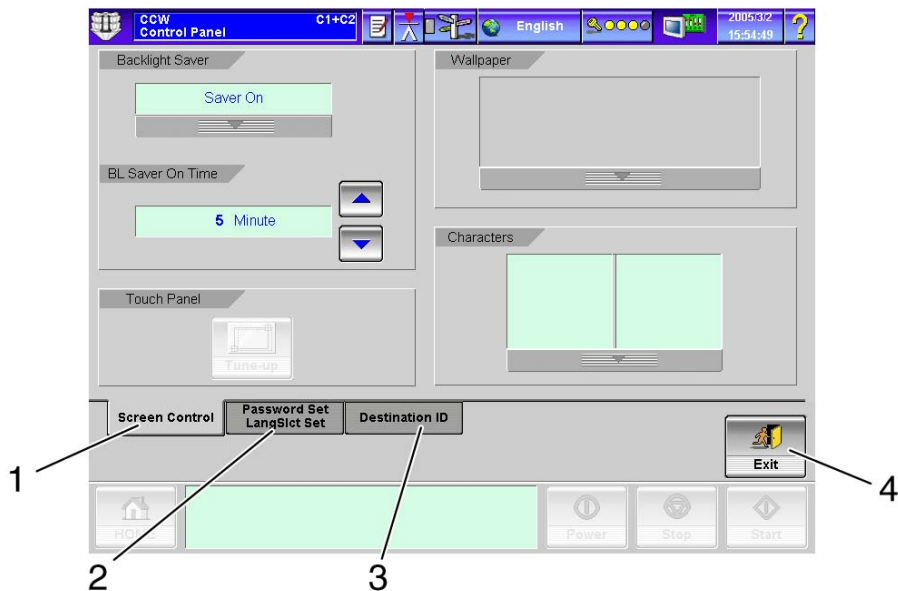 CCW C1+C2
Control Panel
English
2005/3/2
15:54:49
?
Backlight Saver
Saver On
BL Saver On Time
5 Minute
Touch Panel
Tune-up
Wallpaper
Characters
Screen Control
Password Set
LangSlct Set
Destination ID
Exit
HOME
Power
Stop
Start
1
2
3
4